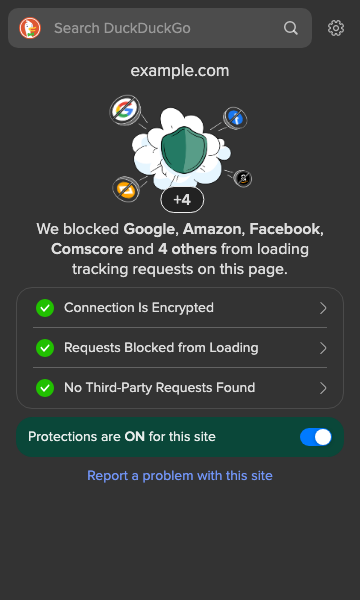 Search DuckDuckGo
example.com
+4
We blocked Google, Amazon, Facebook,
Comscore and 4 others from loading
tracking requests on this page.
Connection Is Encrypted
Requests Blocked from Loading
No Third-Party Requests Found
Protections are ON for this site
Report a problem with this site